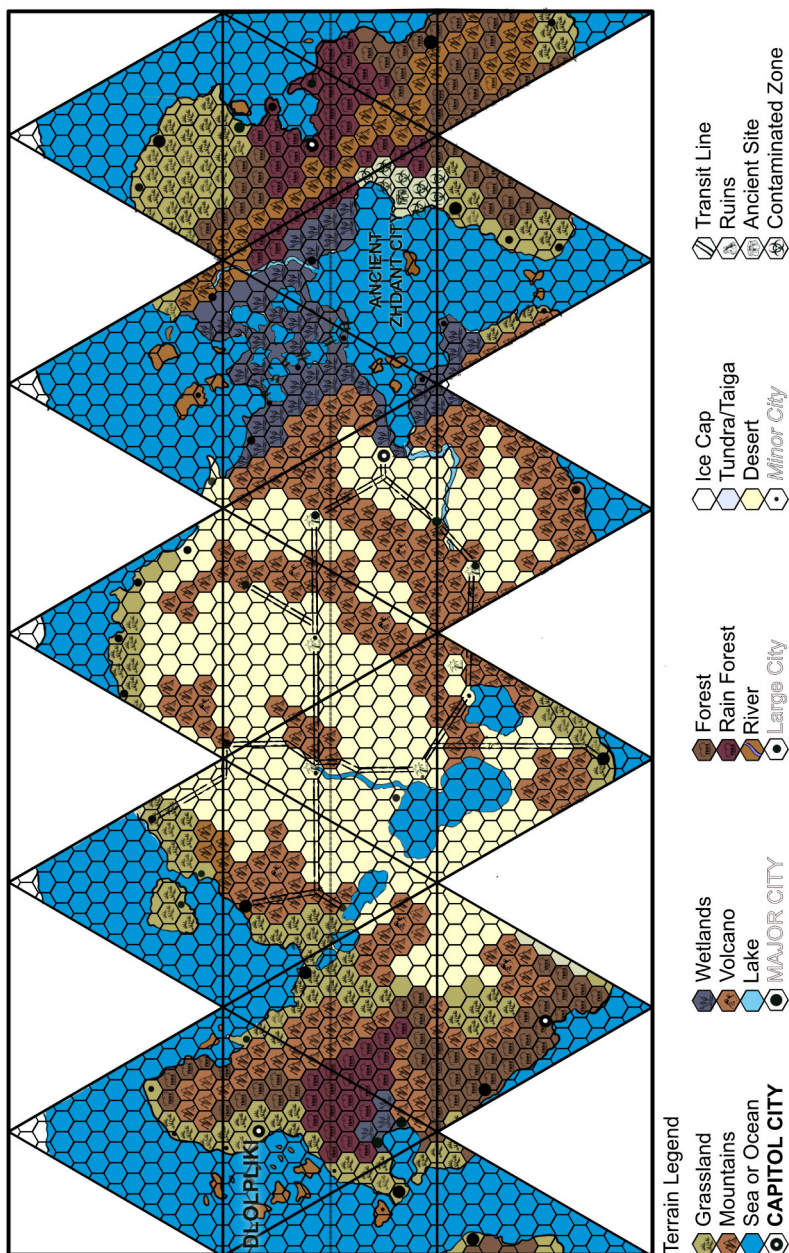 DLOLPLIKI
ANCIENT
ZHDANT CIT
Terrain Legend
Grassland Wetlands Forest Ice Cap Transit Line
Mountains Volcano Rain Forest Tundra/Taiga Ruins
Sea or Ocean Lake River Desert Ancient Site
CAPITOL CITY MAJOR CITY Large City Minor City Contaminated Zone